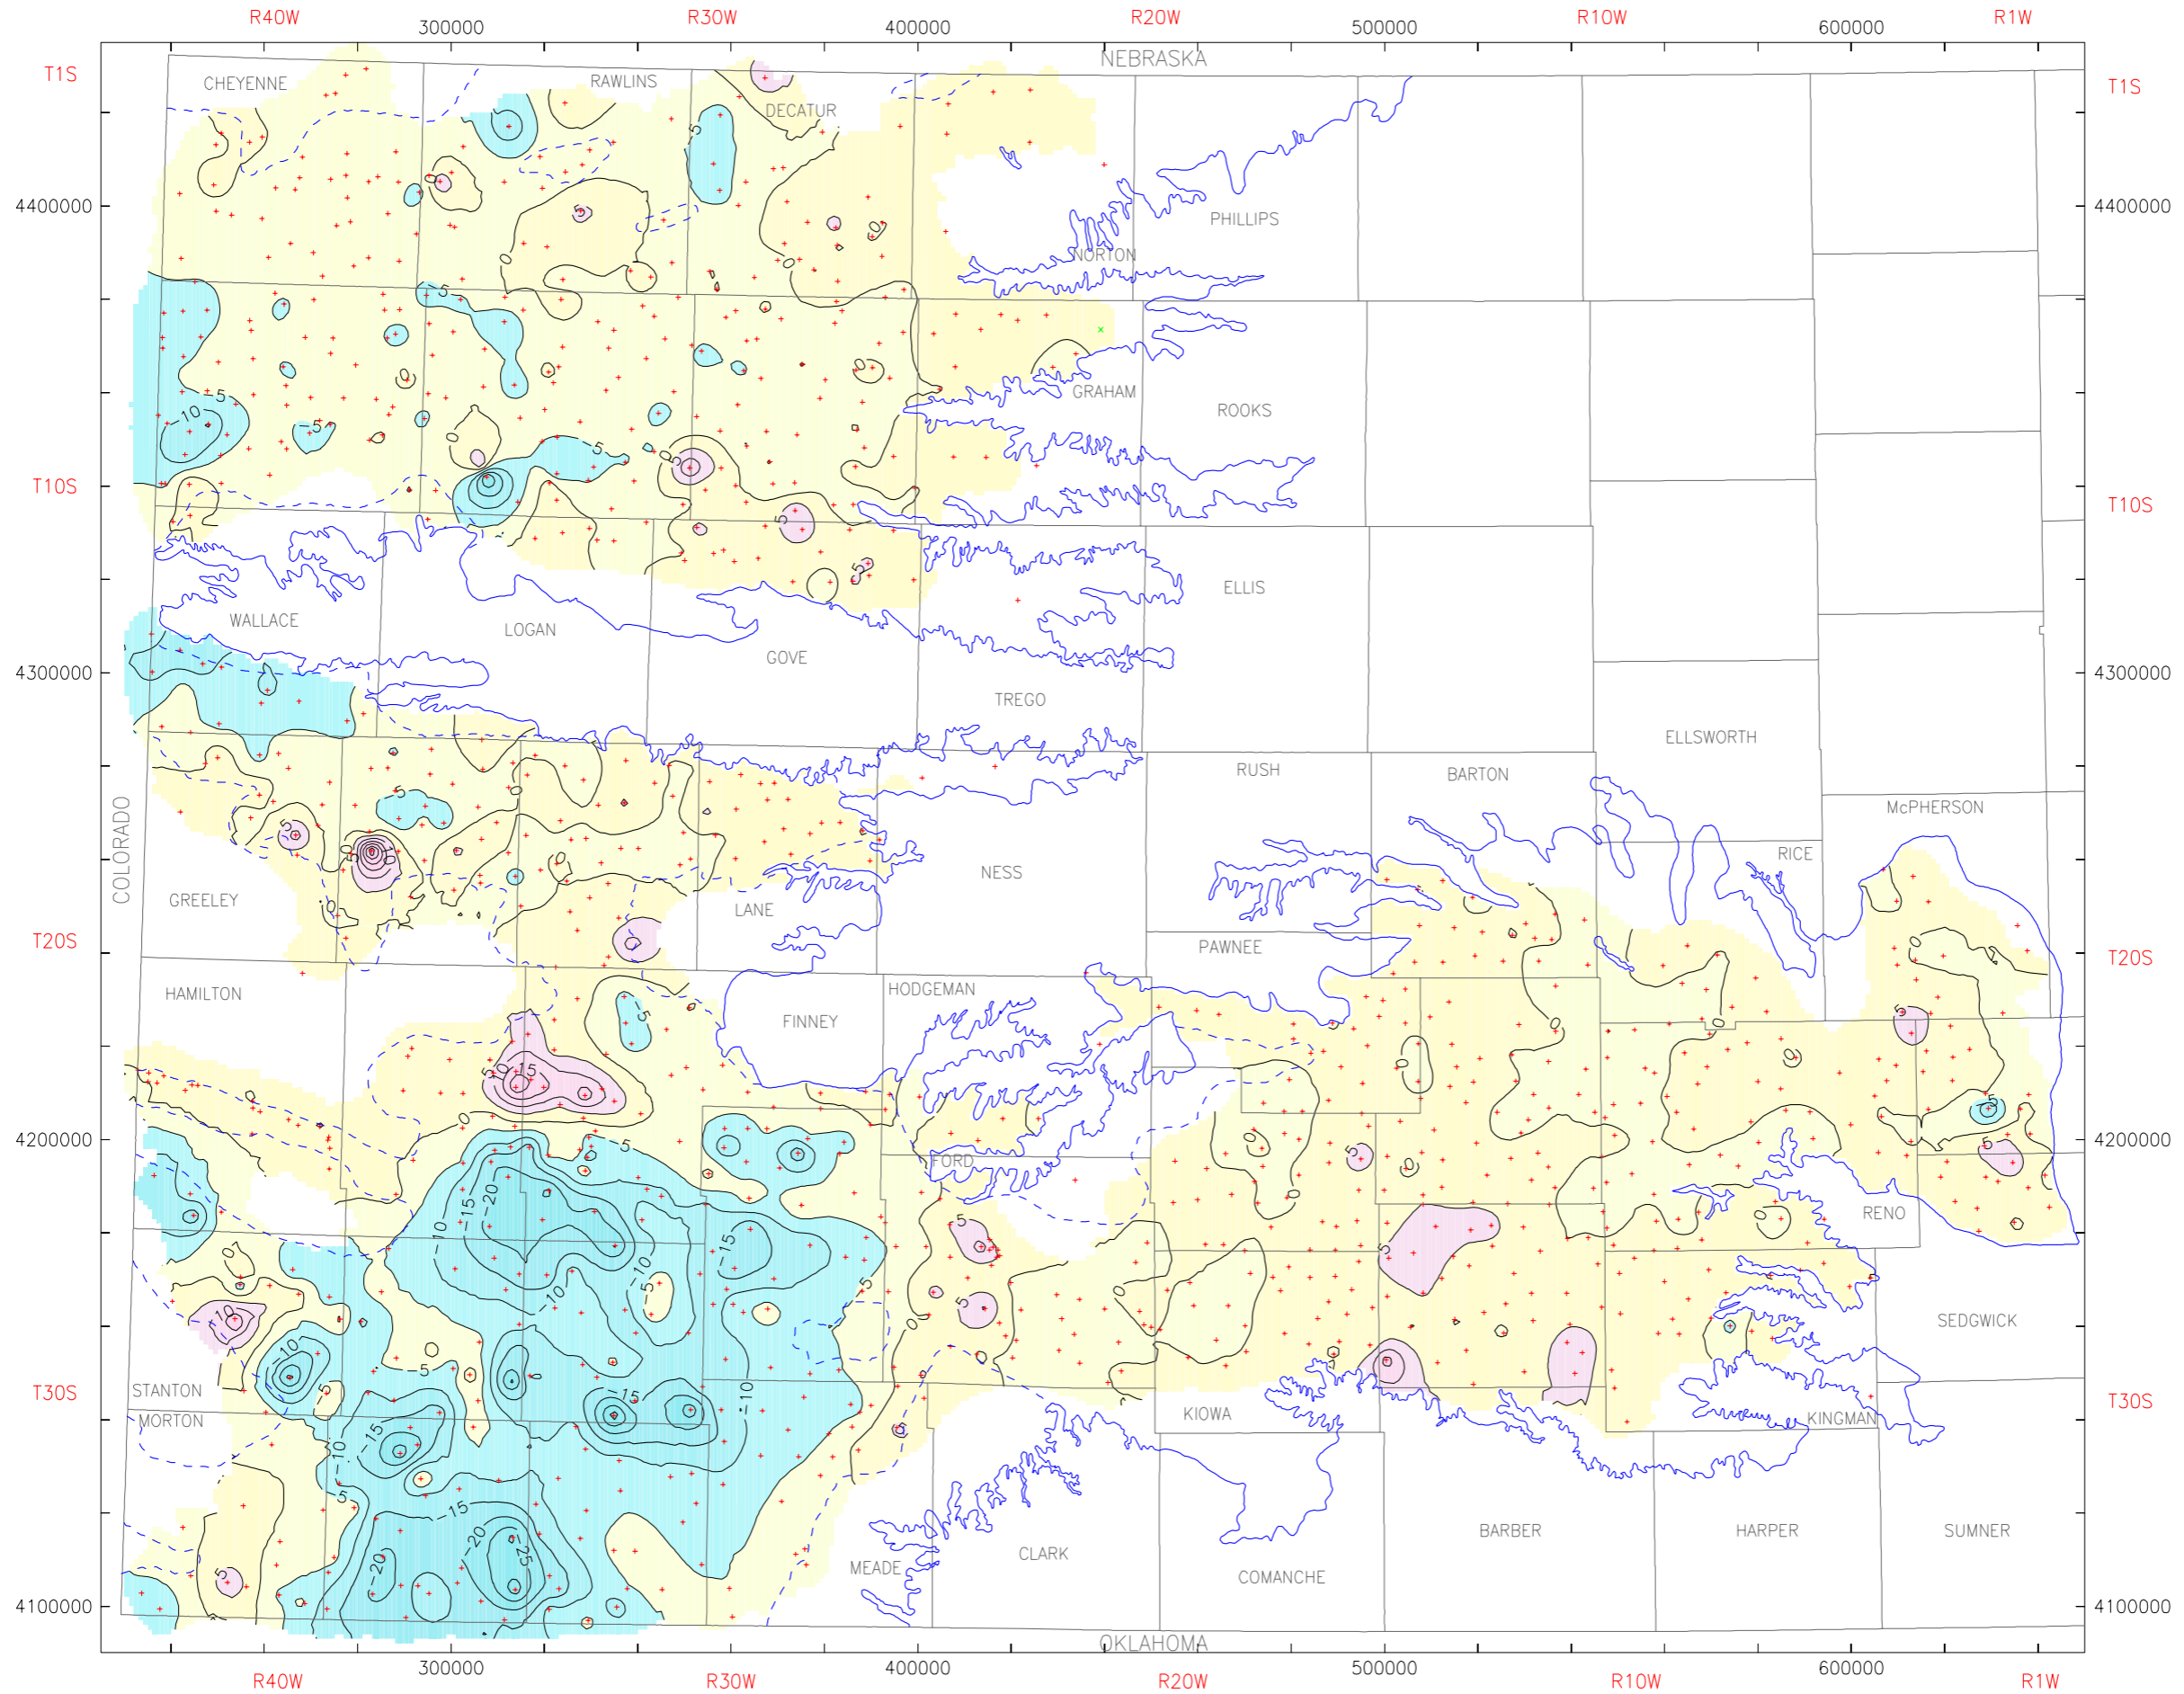 R40W R30W R20W R10W R1W
300000 400000 500000 600000
NEBRASKA
T1S T1S
CHEYENNE RAWLINS DECATUR
4400000 4400000
PHILLIPS
NORTON
GRAHAM
ROOKS
T10S T10S
ELLIS
WALLACE LOGAN
GOVE
4300000 4300000
TREGO
ELLSWORTH
RUSH BARTON
McPHERSON
COLORADO
RICE
NESS
GREELEY
LANE
T20S T20S
PAWNEE
HAMILTON HODGEMAN
FINNEY
4200000 4200000
FORD
RENO
SEDGWICK
STANTON
T30S T30S
MORTON
KIOWA KINGMAN
BARBER HARPER SUMNER
CLARK
MEADE
COMANCHE
4100000 4100000
OKLAHOMA
300000 400000 500000 600000
R40W R30W R20W R10W R1W